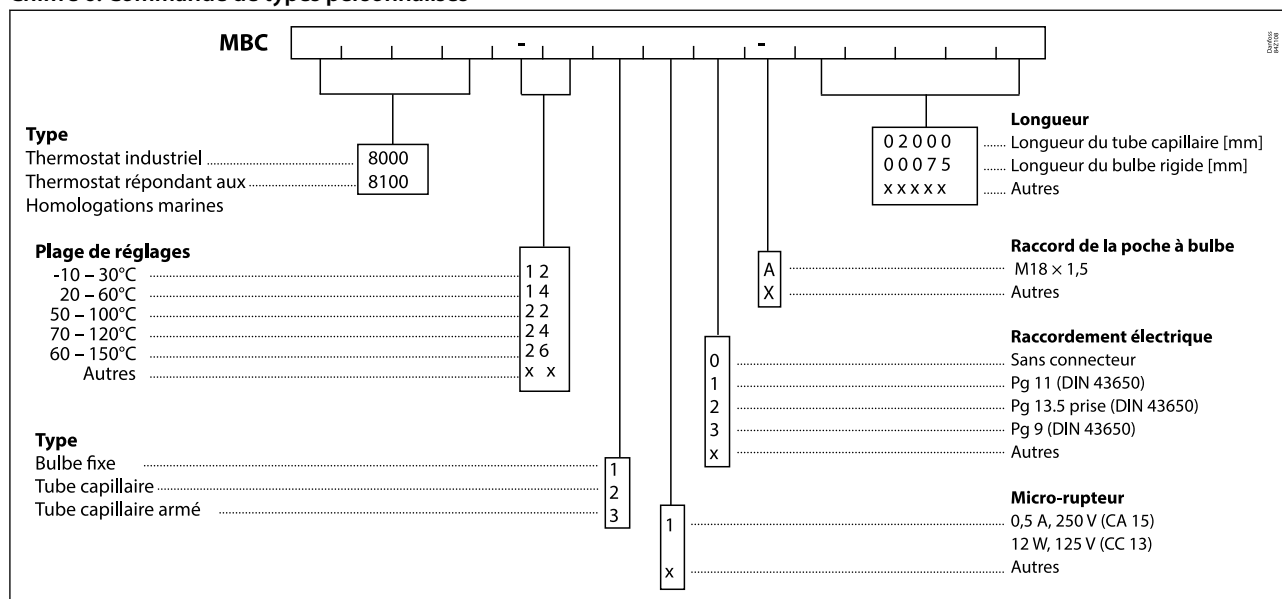 MBC - -
Danfoss
84Z108
Type
Thermostat industriel 8000
Thermostat répondant aux 8100
Homologations marines
Plage de réglages
-10 – 30°C 1 2
20 – 60°C 1 4
50 – 100°C 2 2
70 – 120°C 2 4
60 – 150°C 2 6
Autres x x
Type
Bulbe fixe 1
Tube capillaire 2
Tube capillaire armé 3
Longueur
0 2 0 0 0 Longueur du tube capillaire [mm]
0 0 0 7 5 Longueur du bulbe rigide [mm]
x x x x x Autres
Raccord de la poche à bulbe
A M18 × 1,5
X Autres
Raccordement électrique
0 Sans connecteur
1 Pg 11 (DIN 43650)
2 Pg 13.5 prise (DIN 43650)
3 Pg 9 (DIN 43650)
x Autres
Micro-rupteur
1 0,5 A, 250 V (CA 15)
12 W, 125 V (CC 13)
x Autres